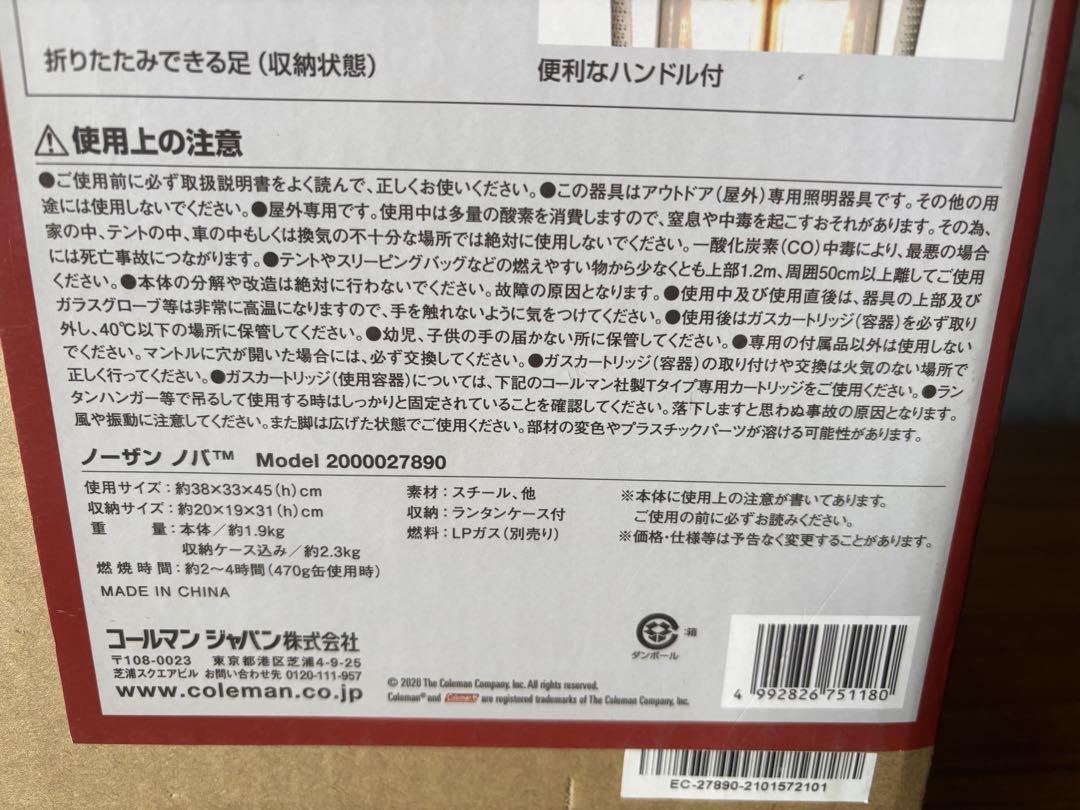 折りたたみできる足（収納状態）
便利なハンドル付
⚠使用上の注意
●ご使用前に必ず取扱説明書をよく読んで、正しくお使いください。●この器具はアウトドア（屋外）専用照明器具です。その他の用
途には使用しないでください。●屋外専用です。使用中は多量の酸素を消費しますので、窒息や中毒を起こすおそれがあります。その為、
家の中、テントの中、車の中もしくは換気の不十分な場所では絶対に使用しないでください。一酸化炭素（CO）中毒により、最悪の場合
には死亡事故につながります。●テントやスリーピングバッグなどの燃えやすい物から少なくとも上部1.2m、周囲50cm以上離してご使用
ください。●本体の分解や改造は絶対に行わないでください。故障の原因となります。●使用中及び使用直後は、器具の上部及び
ガラスグローブ等は非常に高温になりますので、手を触れないように気をつけてください。●使用後はガスカートリッジ（容器）を必ず取り
外し、40℃以下の場所に保管してください。●幼児、子供の手の届かない所に保管してください。●専用の付属品以外は使用しない
でください。マントルに穴が開いた場合には、必ず交換してください。●ガスカートリッジ（容器）の取り付けや交換は火気のない場所で
正しく行ってください。●ガスカートリッジ（使用容器）については、下記のコールマン社製Tタイプ専用カートリッジをご使用ください。●ラン
タンハンガー等で吊るして使用する時はしっかりと固定されていることを確認してください。落下しますと思わぬ事故の原因となります。
風や振動に注意してください。また脚は広げた状態でご使用ください。部材の変色やプラスチックパーツが溶ける可能性があります。
ノーザン ノバ™ Model 2000027890
使用サイズ：約38×33×45（h）cm
収納サイズ：約20×19×31（h）cm
重　　量：本体／約1.9kg
収納ケース込み／約2.3kg
燃焼時間：約2〜4時間（470g缶使用時）
MADE IN CHINA
素材：スチール、他
収納：ランタンケース付
燃料：LPガス（別売り）
※本体に使用上の注意が書いてあります。
ご使用の前に必ずお読みください。
※価格・仕様等は予告なく変更することがあります。
コールマン ジャパン株式会社
〒108-0023　東京都港区芝浦4-9-25
芝浦スクエアビル お問い合わせ先 0120-111-957
www.coleman.co.jp
© 2020 The Coleman Company, Inc. All rights reserved.
Coleman® and Coleman® are registered trademarks of The Coleman Company, Inc.
：箱
ダンボール
4 992826 751180
EC-27890-2101572101